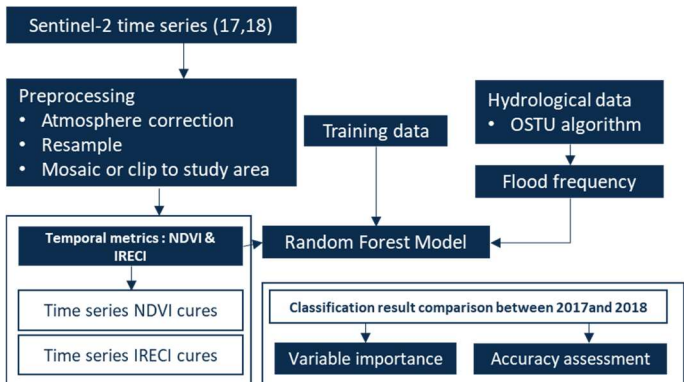 Sentinel-2 time series (17,18)
Preprocessing
• Atmosphere correction
• Resample
• Mosaic or clip to study area
Training data
Hydrological data
• OSTU algorithm
Flood frequency
Temporal metrics : NDVI &
IRECI
Random Forest Model
Time series NDVI cures
Time series IRECI cures
Classification result comparison between 2017and 2018
Variable importance
Accuracy assessment